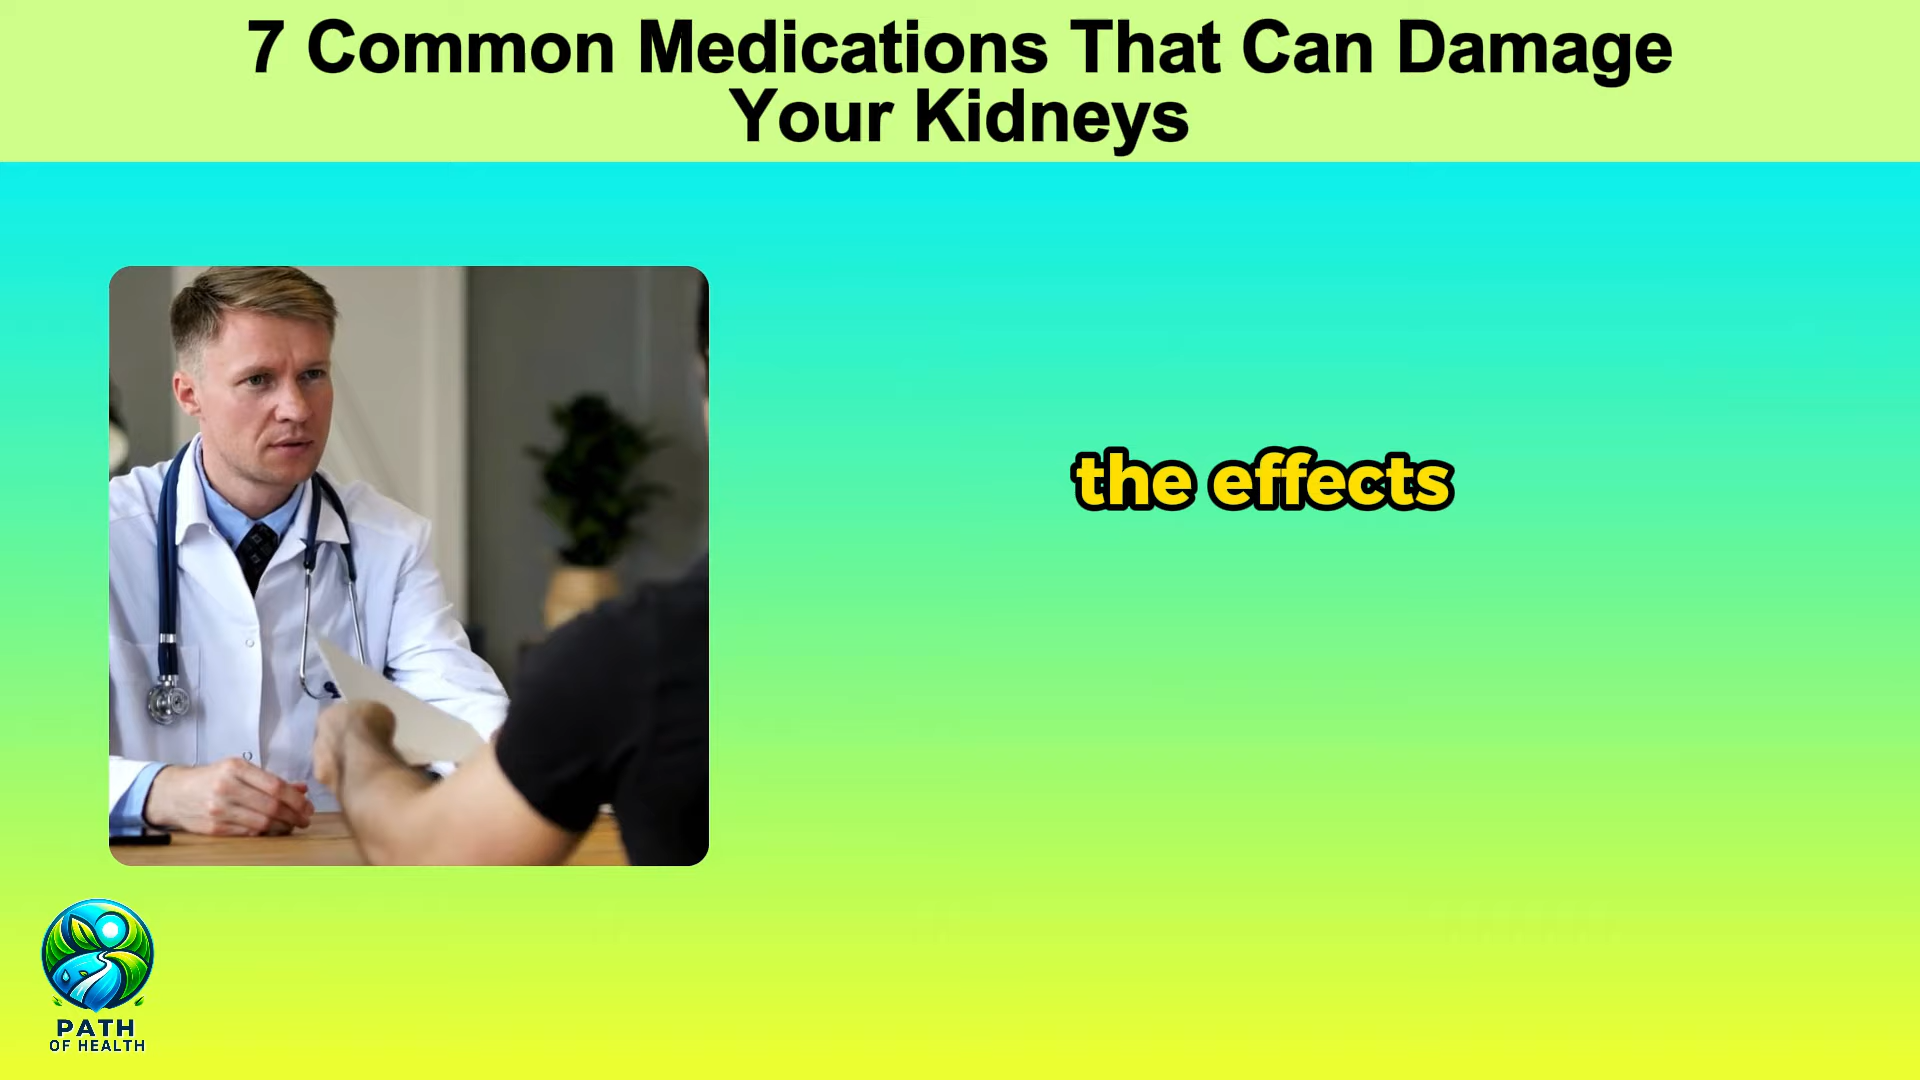 7 Common Medications That Can Damage
Your Kidneys
the effects
PATH
OF HEALTH